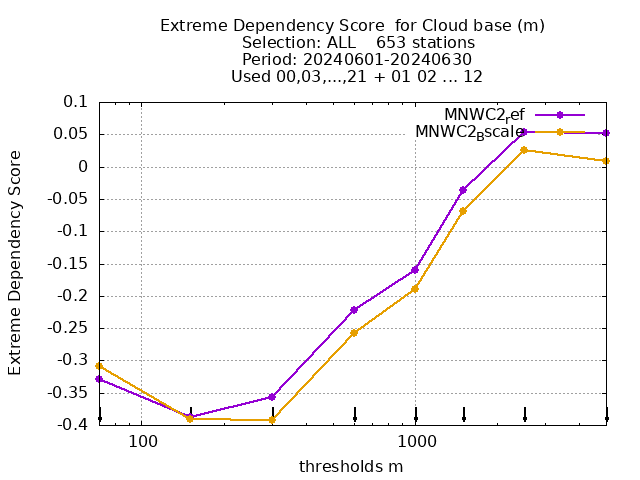 Extreme Dependency Score  for Cloud base (m)
Selection: ALL    653 stations
Period: 20240601-20240630
Used 00,03,...,21 + 01 02 ... 12
MNWC2ref
MNWC2Bscale
0.1
0.05
0
-0.05
-0.1
-0.15
-0.2
-0.25
-0.3
-0.35
-0.4
Extreme Dependency Score
100
1000
thresholds m